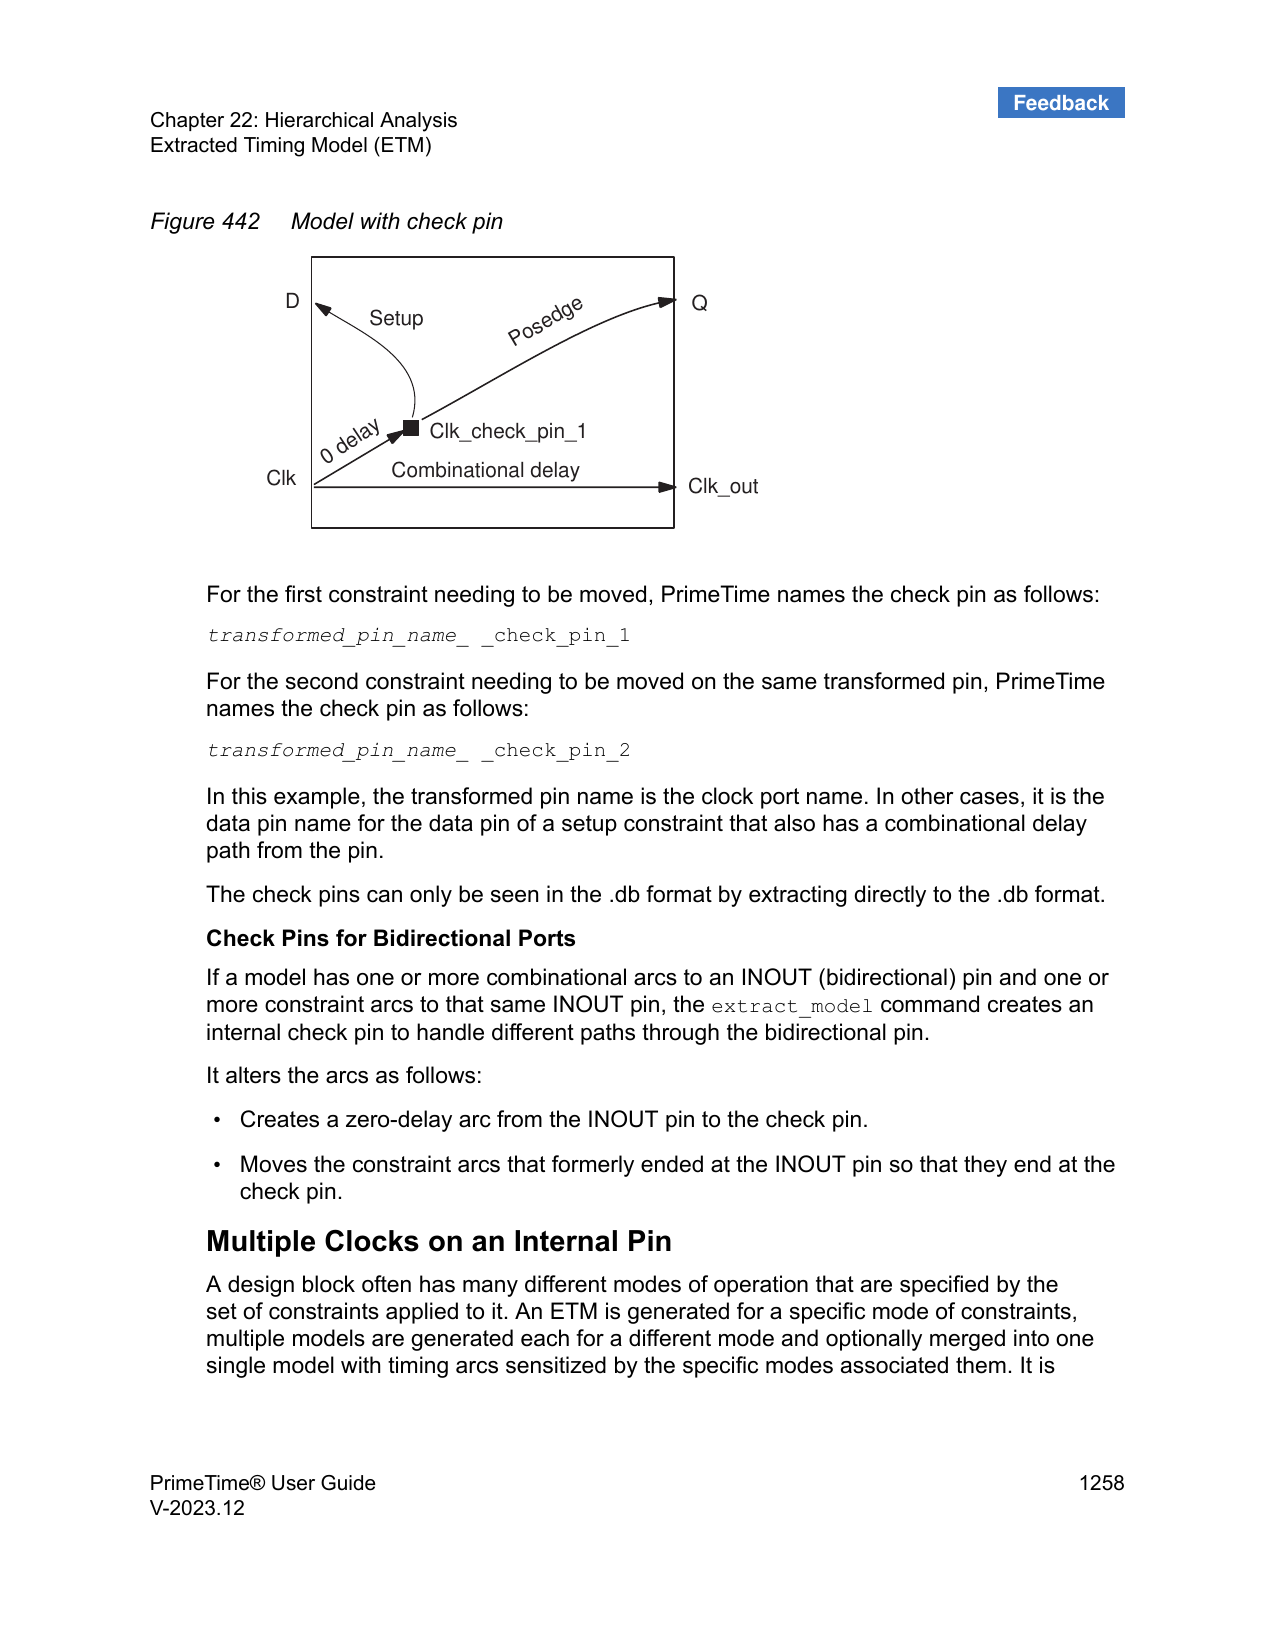 Feedback
Chapter 22: Hierarchical Analysis
Extracted Timing Model (ETM)
Figure 442 Model with check pin
D
Setup
Posedge
Q
0 delay
Clk_check_pin_1
Clk
Combinational delay
Clk_out
For the first constraint needing to be moved, PrimeTime names the check pin as follows:
transformed_pin_name_ _check_pin_1
For the second constraint needing to be moved on the same transformed pin, PrimeTime
names the check pin as follows:
transformed_pin_name_ _check_pin_2
In this example, the transformed pin name is the clock port name. In other cases, it is the
data pin name for the data pin of a setup constraint that also has a combinational delay
path from the pin.
The check pins can only be seen in the .db format by extracting directly to the .db format.
Check Pins for Bidirectional Ports
If a model has one or more combinational arcs to an INOUT (bidirectional) pin and one or
more constraint arcs to that same INOUT pin, the extract_model command creates an
internal check pin to handle different paths through the bidirectional pin.
It alters the arcs as follows:
• Creates a zero-delay arc from the INOUT pin to the check pin.
• Moves the constraint arcs that formerly ended at the INOUT pin so that they end at the
check pin.
Multiple Clocks on an Internal Pin
A design block often has many different modes of operation that are specified by the
set of constraints applied to it. An ETM is generated for a specific mode of constraints,
multiple models are generated each for a different mode and optionally merged into one
single model with timing arcs sensitized by the specific modes associated them. It is
PrimeTime® User Guide
1258
V-2023.12